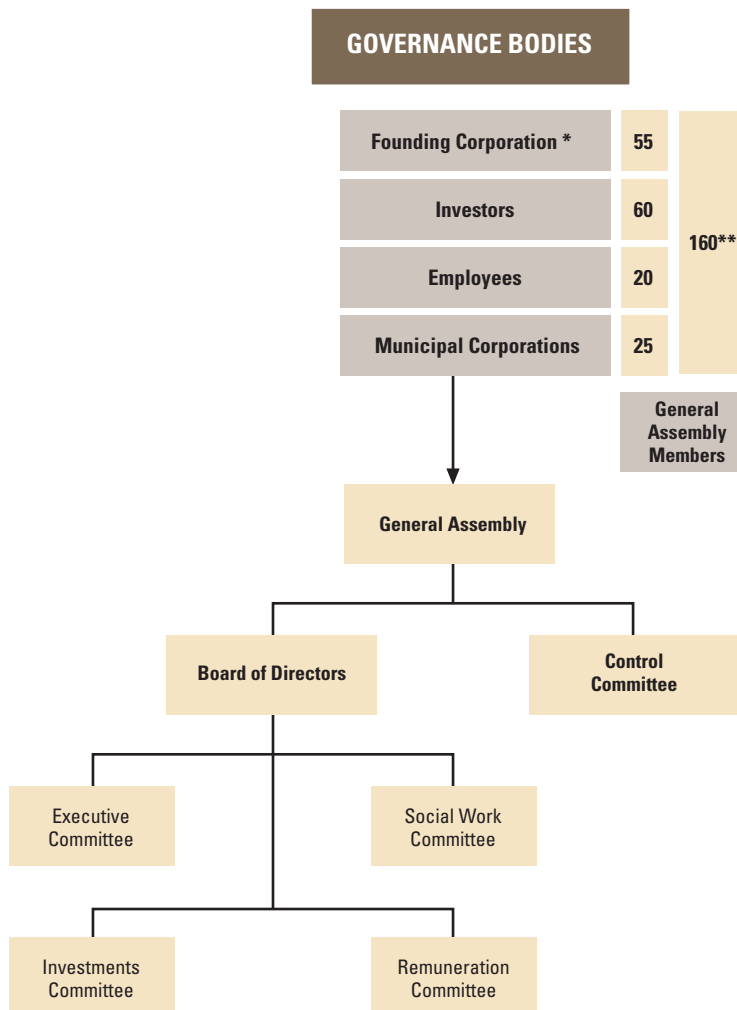 GOVERNANCE BODIES
Founding Corporation * 55
Investors 60
160**
Employees 20
Municipal Corporations 25
General
Assembly
Members
General Assembly
Board of Directors
Control
Committee
Executive
Committee
Social Work
Committee
Investments
Committee
Remuneration
Committee